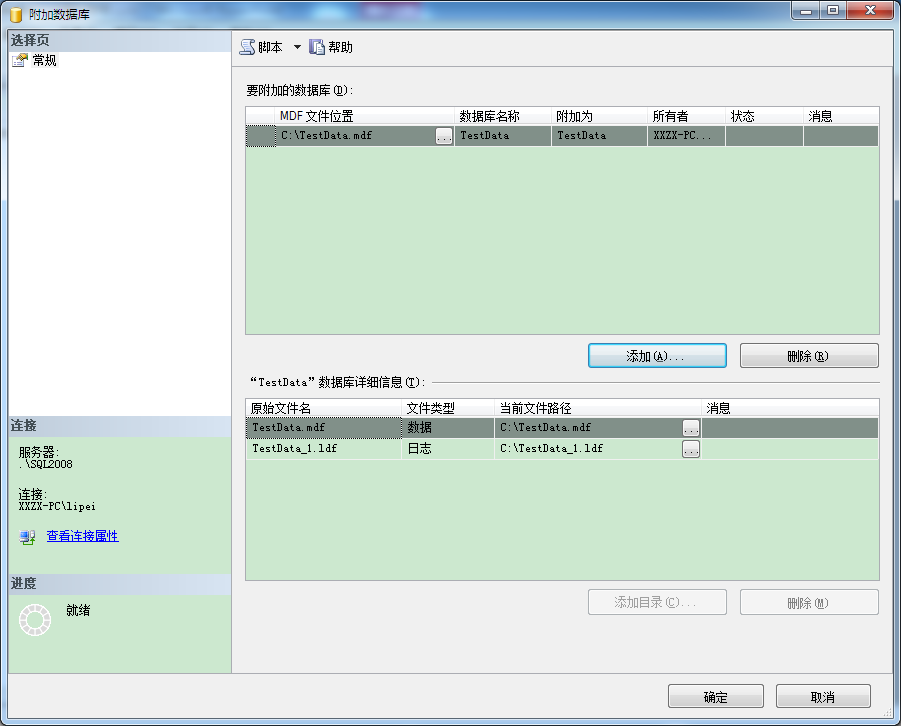 附加数据库
选择页
常规
脚本 帮助
要附加的数据库(D):
MDF 文件位置 数据库名称 附加为 所有者 状态 消息
C:\TestData.mdf ... TestData TestData XXZX-PC...
添加(A)... 删除(R)
“TestData”数据库详细信息(T):
原始文件名 文件类型 当前文件路径 消息
TestData.mdf 数据 C:\TestData.mdf ...
TestData_1.ldf 日志 C:\TestData_1.ldf ...
添加目录(C)... 删除(M)
连接
服务器:
.\SQL2008
连接:
XXZX-PC\lipei
查看连接属性
进度
就绪
确定 取消